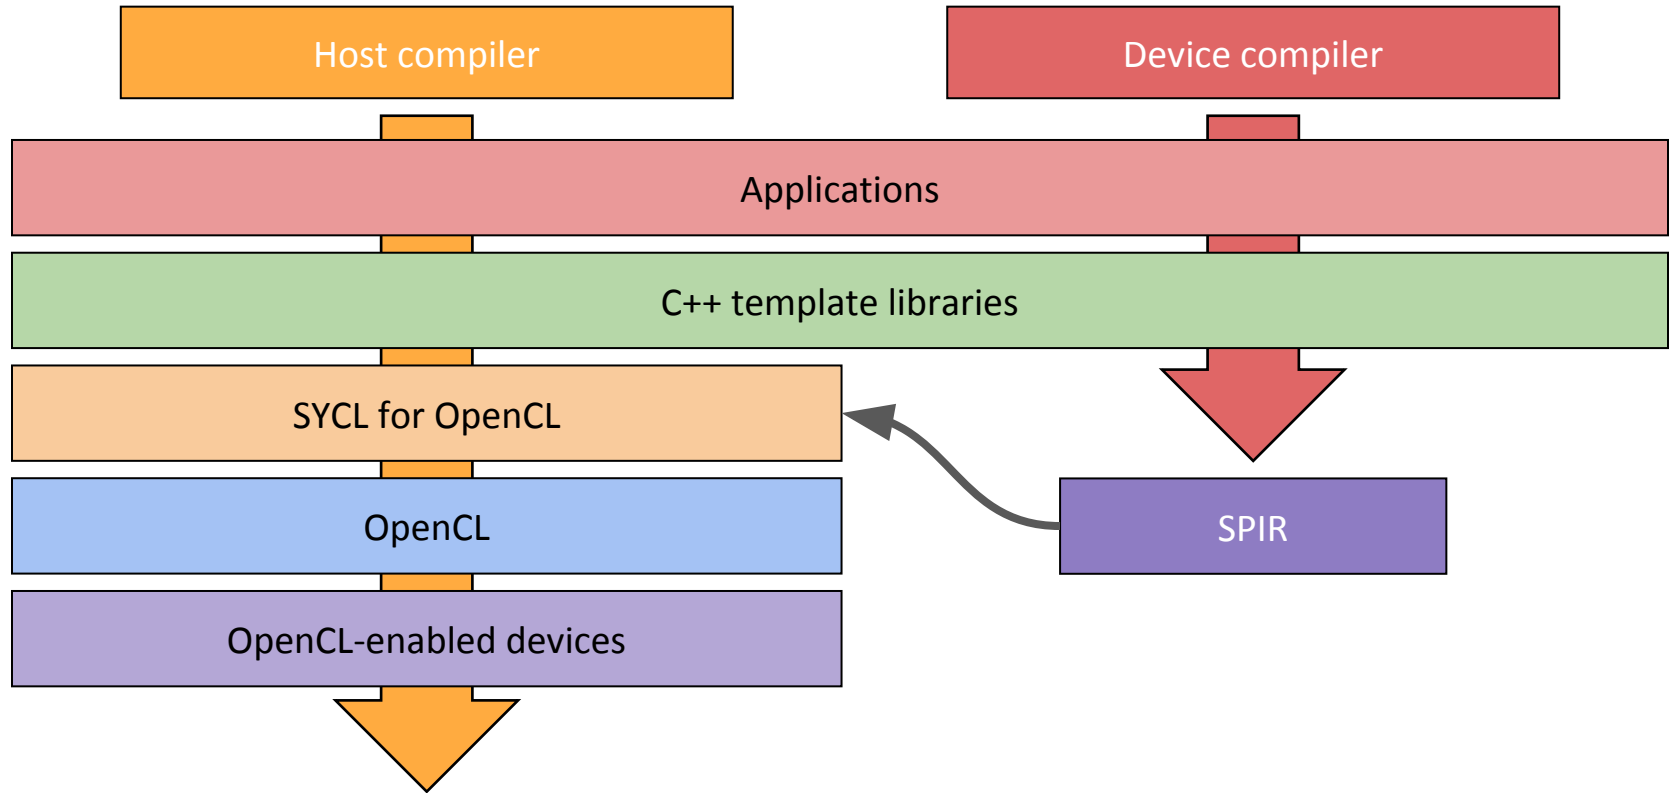 Host compiler
Device compiler
Applications
C++ template libraries
SYCL for OpenCL
OpenCL
SPIR
OpenCL-enabled devices